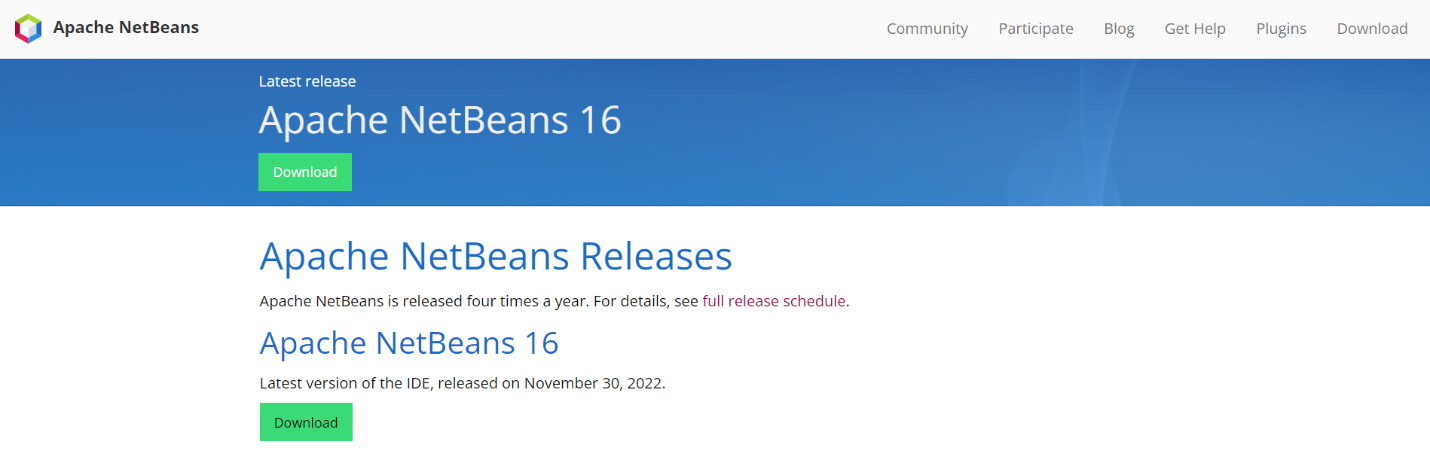 Apache NetBeans
Community Participate Blog Get Help Plugins Download
Latest release
Apache NetBeans 16
Download
Apache NetBeans Releases
Apache NetBeans is released four times a year. For details, see full release schedule.
Apache NetBeans 16
Latest version of the IDE, released on November 30, 2022.
Download